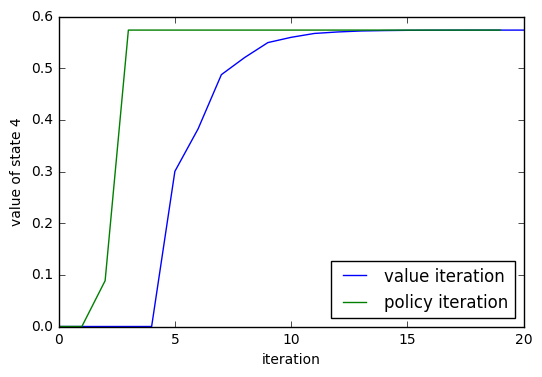 0.6
0.5
0.4
0.3
0.2
0.1
0.0
value of state 4
0 5 10 15 20
iteration
value iteration
policy iteration